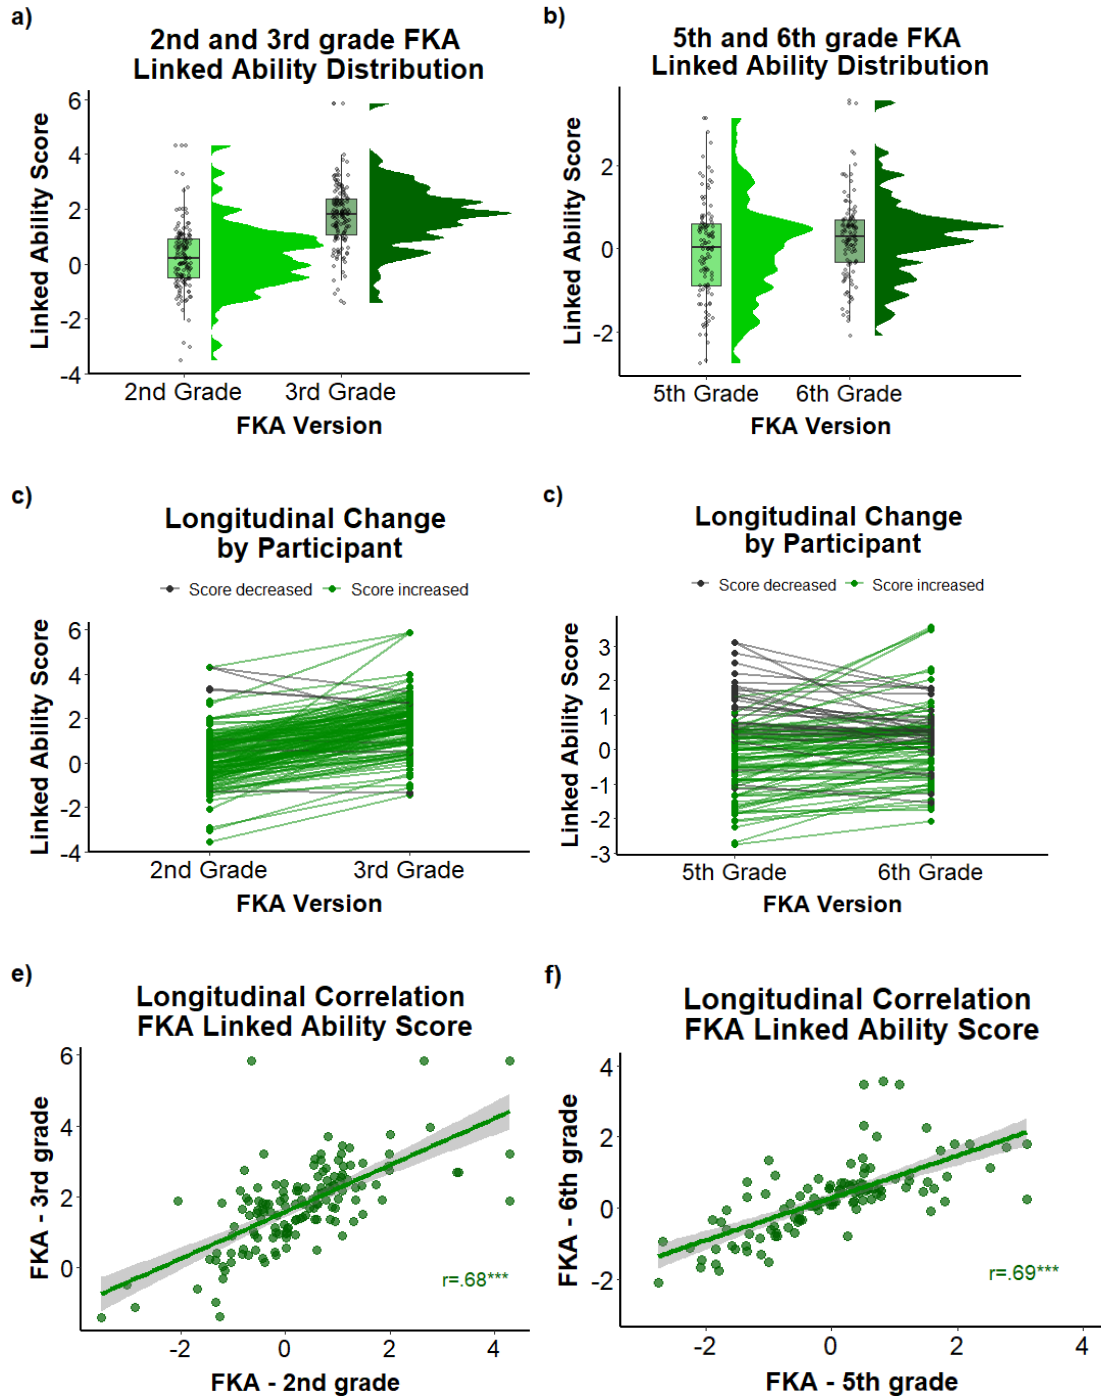 a)
2nd and 3rd grade FKA
Linked Ability Distribution
Linked Ability Score
6
4
2
0
-2
-4
2nd Grade
3rd Grade
FKA Version
b)
5th and 6th grade FKA
Linked Ability Distribution
Linked Ability Score
2
0
-2
5th Grade
6th Grade
FKA Version
c)
Longitudinal Change
by Participant
Score decreased
Score increased
Linked Ability Score
6
4
2
0
-2
-4
2nd Grade
3rd Grade
FKA Version
c)
Longitudinal Change
by Participant
Score decreased
Score increased
Linked Ability Score
3
2
1
0
-1
-2
-3
5th Grade
6th Grade
FKA Version
e)
Longitudinal Correlation
FKA Linked Ability Score
FKA - 3rd grade
6
4
2
0
r=.68***
-2
0
2
4
FKA - 2nd grade
f)
Longitudinal Correlation
FKA Linked Ability Score
FKA - 6th grade
4
2
0
-2
r=.69***
-2
0
2
4
FKA - 5th grade